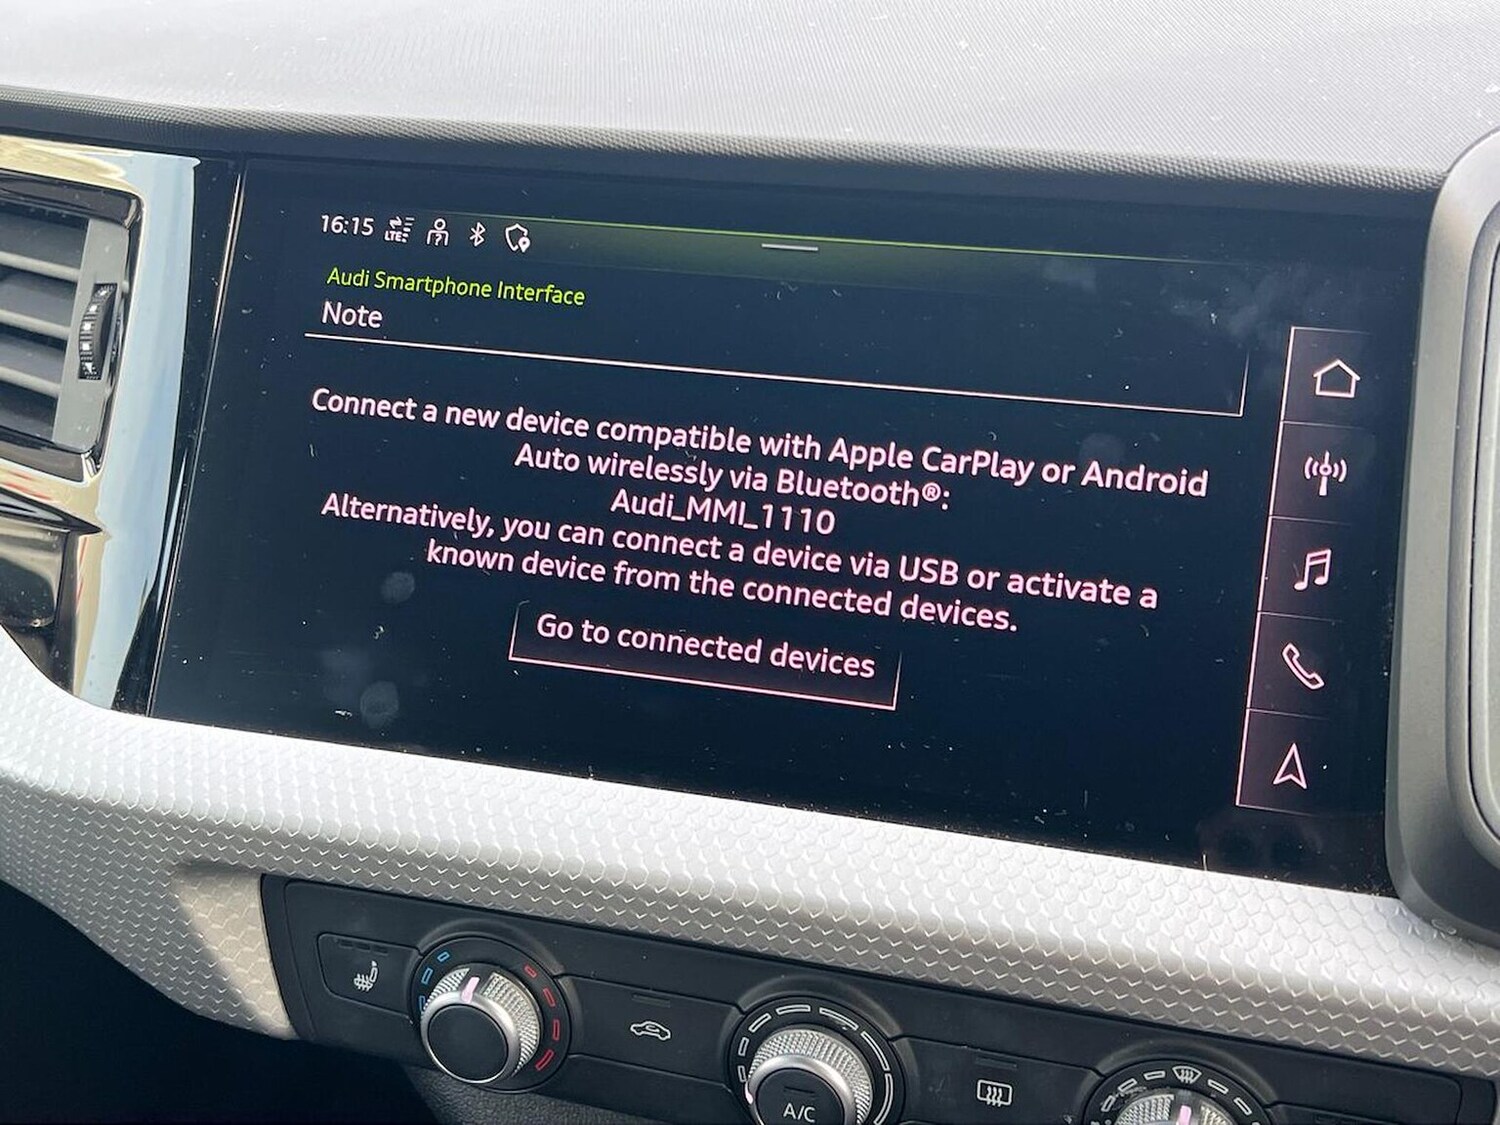 16:15 LTE
Audi Smartphone Interface
Note
Connect a new device compatible with Apple CarPlay or Android
Auto wirelessly via Bluetooth®:
Audi_MMI_1110
Alternatively, you can connect a device via USB or activate a
known device from the connected devices.
Go to connected devices
A/C